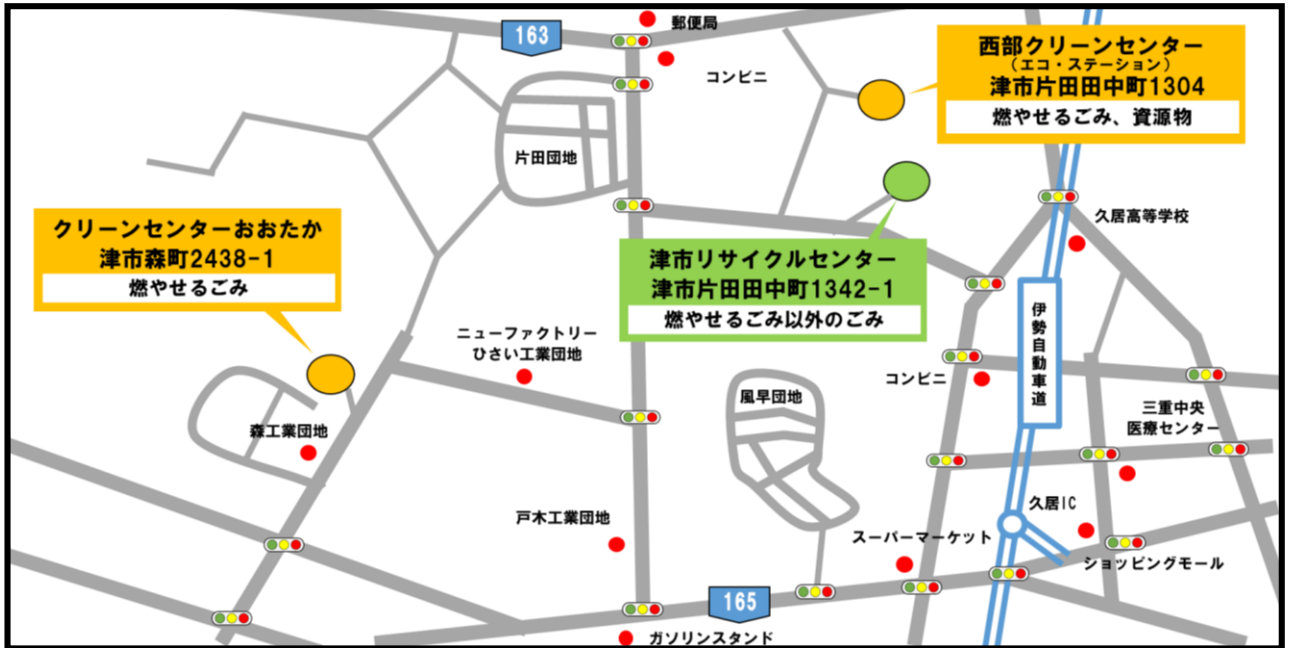 163
郵便局
コンビニ
西部クリーンセンター
（エコ・ステーション）
津市片田田中町1304
燃やせるごみ、資源物
片田団地
久居高等学校
クリーンセンターおおたか
津市森町2438-1
燃やせるごみ
津市リサイクルセンター
津市片田田中町1342-1
燃やせるごみ以外のごみ
伊勢自動車道
ニューファクトリー
ひさい工業団地
コンビニ
風早団地
三重中央
医療センター
森工業団地
久居IC
戸木工業団地
スーパーマーケット
ショッピングモール
165
ガソリンスタンド